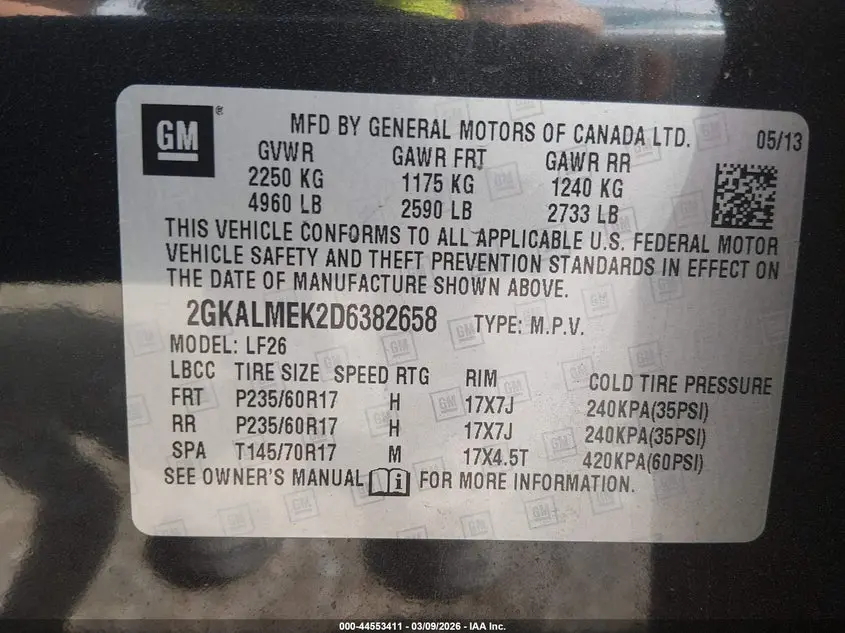 GM ®
MFD BY GENERAL MOTORS OF CANADA LTD. 05/13
GVWR GAWR FRT GAWR RR
2250 KG 1175 KG 1240 KG
4960 LB 2590 LB 2733 LB
THIS VEHICLE CONFORMS TO ALL APPLICABLE U.S. FEDERAL MOTOR
VEHICLE SAFETY AND THEFT PREVENTION STANDARDS IN EFFECT ON
THE DATE OF MANUFACTURE SHOWN ABOVE.
2GKALMEK2D6382658 TYPE: M.P.V.
MODEL: LF26
LBCC TIRE SIZE SPEED RTG RIM COLD TIRE PRESSURE
FRT P235/60R17 H 17X7J 240KPA(35PSI)
RR P235/60R17 H 17X7J 240KPA(35PSI)
SPA T145/70R17 M 17X4.5T 420KPA(60PSI)
SEE OWNER'S MANUAL i FOR MORE INFORMATION.
000-44553411 - 03/09/2026 - IAA Inc.